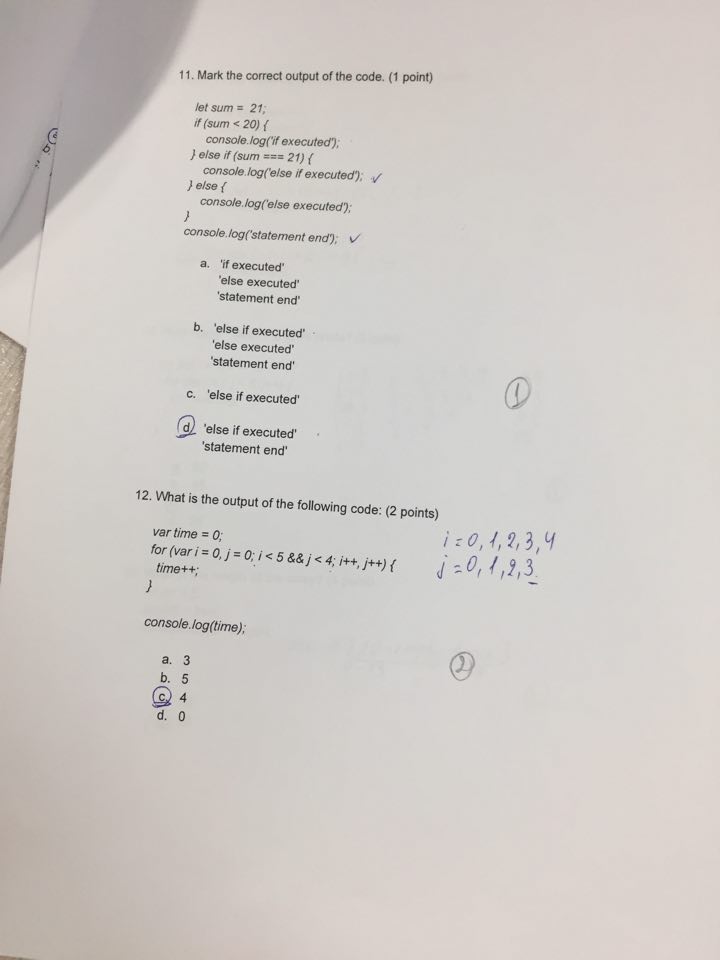 11. Mark the correct output of the code. (1 point)
let sum = 21;
if (sum < 20) {
console.log('if executed');
} else if (sum === 21) {
console.log('else if executed'); ✓
} else {
console.log('else executed');
}
console.log('statement end'); ✓
a. 'if executed'
'else executed'
'statement end'
b. 'else if executed'
'else executed'
'statement end'
c. 'else if executed'
1
d. 'else if executed'
'statement end'
12. What is the output of the following code: (2 points)
var time = 0;
for (var i = 0, j = 0; i < 5 && j < 4; i++, j++) {
time++;
}
i = 0, 1, 2, 3, 4
j = 0, 1, 2, 3
console.log(time);
2
a. 3
b. 5
c. 4
d. 0